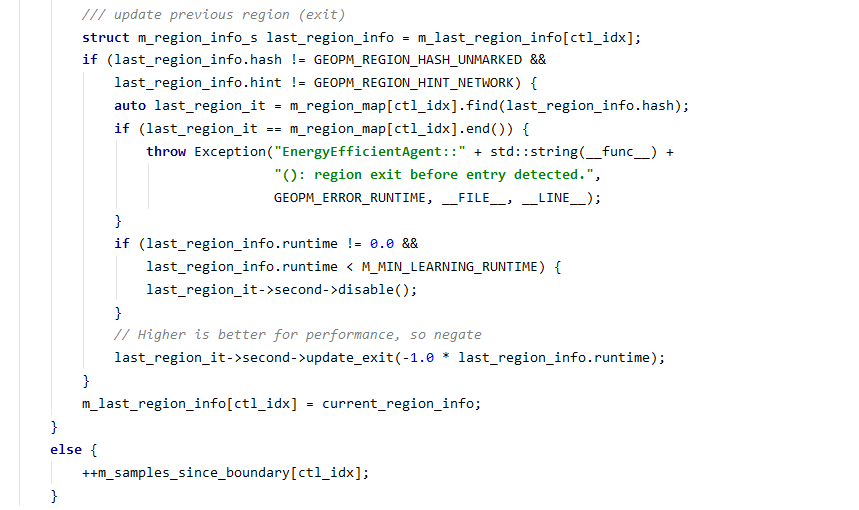 /// update previous region (exit)
struct m_region_info_s last_region_info = m_last_region_info[ctl_idx];
if (last_region_info.hash != GEOPM_REGION_HASH_UNMARKED &&
    last_region_info.hint != GEOPM_REGION_HINT_NETWORK) {
    auto last_region_it = m_region_map[ctl_idx].find(last_region_info.hash);
    if (last_region_it == m_region_map[ctl_idx].end()) {
        throw Exception("EnergyEfficientAgent::" + std::string(__func__) +
                        "(): region exit before entry detected.",
                        GEOPM_ERROR_RUNTIME, __FILE__, __LINE__);
    }
    if (last_region_info.runtime != 0.0 &&
        last_region_info.runtime < M_MIN_LEARNING_RUNTIME) {
        last_region_it->second->disable();
    }
    // Higher is better for performance, so negate
    last_region_it->second->update_exit(-1.0 * last_region_info.runtime);
}
m_last_region_info[ctl_idx] = current_region_info;
}
else {
    ++m_samples_since_boundary[ctl_idx];
}